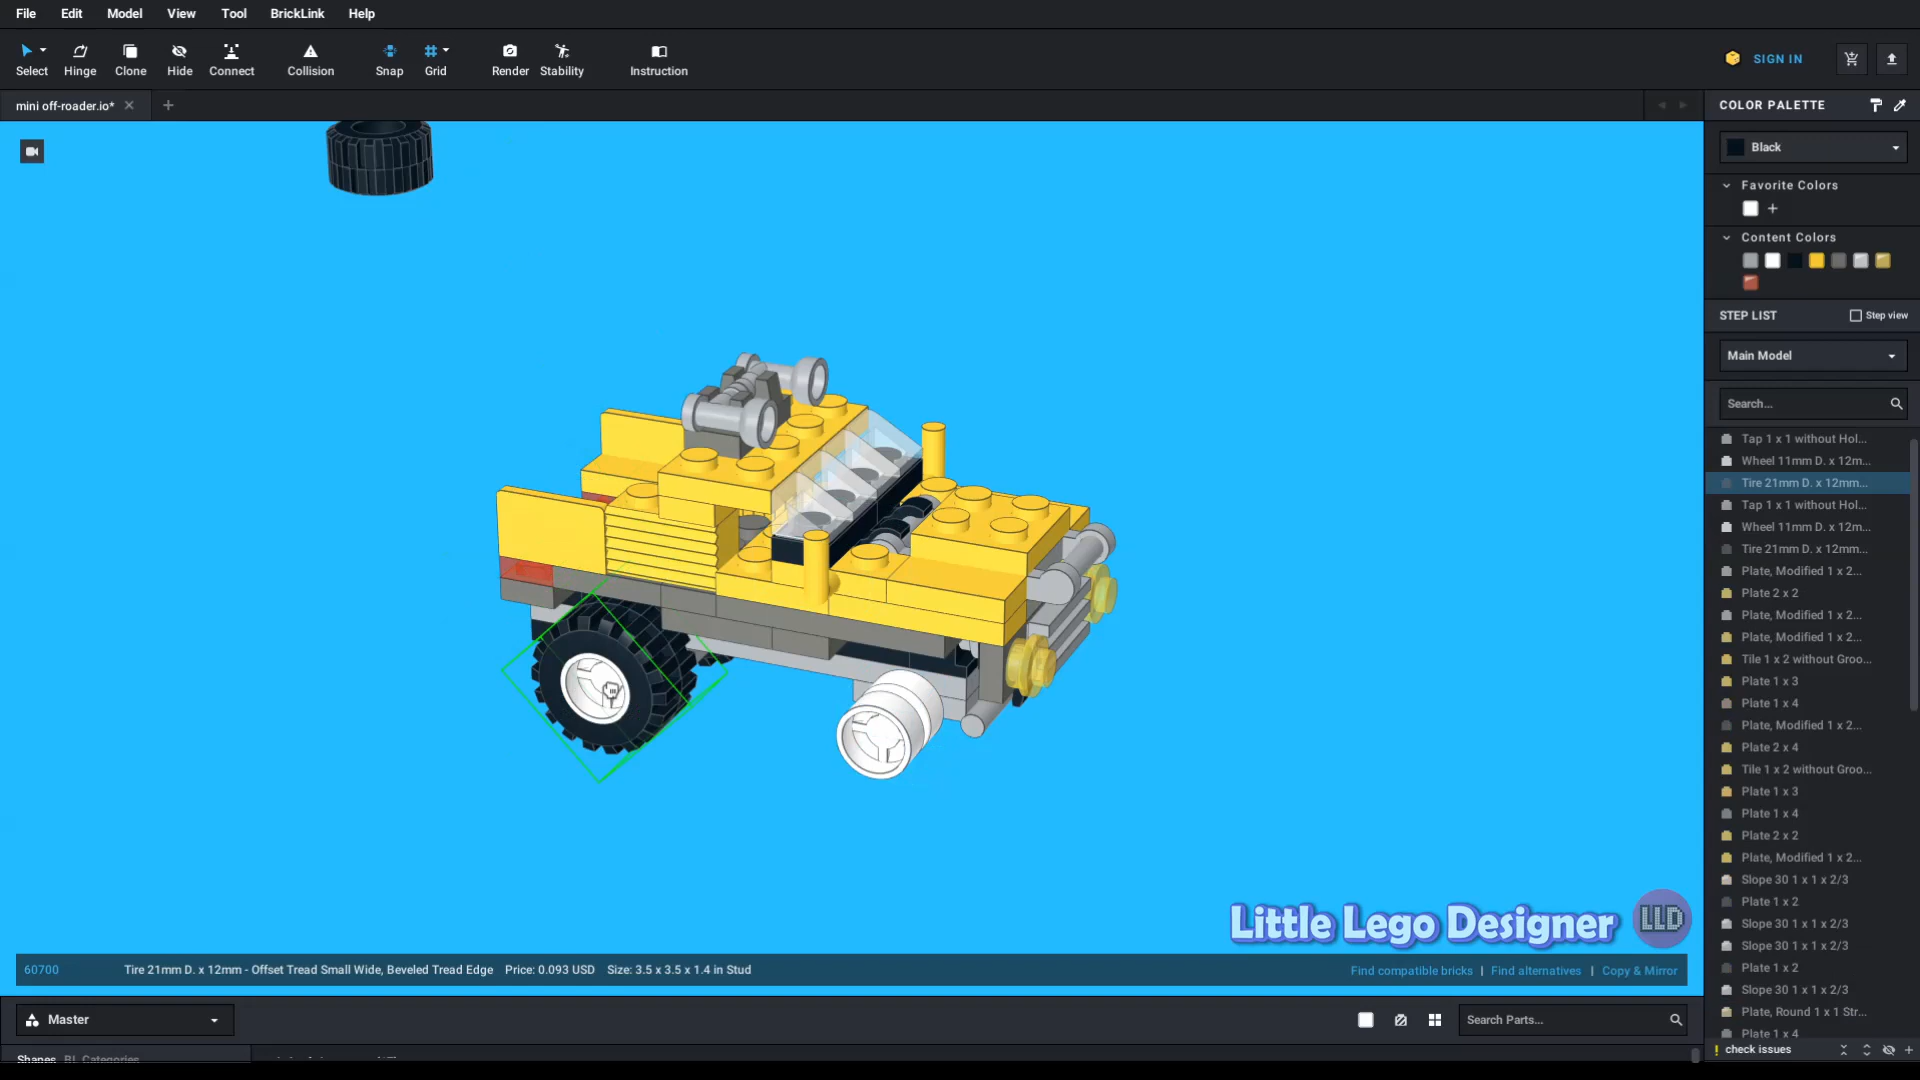 File Edit Model View Tool BrickLink Help
Select Hinge Clone Hide Connect Collision Snap Grid Render Stability Instruction
SIGN IN
mini off-roader.io*
COLOR PALETTE
Black
Favorite Colors
Content Colors
STEP LIST Step view
Main Model
Search...
Tap 1 x 1 without Hol...
Wheel 11mm D. x 12m...
Tire 21mm D. x 12mm...
Tap 1 x 1 without Hol...
Wheel 11mm D. x 12m...
Tire 21mm D. x 12mm...
Plate, Modified 1 x 2...
Plate 2 x 2
Plate, Modified 1 x 2...
Plate, Modified 1 x 2...
Tile 1 x 2 without Groo...
Plate 1 x 3
Plate 1 x 4
Plate, Modified 1 x 2...
Plate 2 x 4
Tile 1 x 2 without Groo...
Plate 1 x 3
Plate 1 x 4
Plate 2 x 2
Plate, Modified 1 x 2...
Slope 30 1 x 1 x 2/3
Plate 1 x 2
Slope 30 1 x 1 x 2/3
Slope 30 1 x 1 x 2/3
Plate 1 x 2
Slope 30 1 x 1 x 2/3
Plate, Round 1 x 1 Str...
Plate 1 x 4
check issues
Little Lego Designer LLD
60700 Tire 21mm D. x 12mm - Offset Tread Small Wide, Beveled Tread Edge Price: 0.093 USD Size: 3.5 x 3.5 x 1.4 in Stud
Find compatible bricks | Find alternatives | Copy & Mirror
Master
Search Parts...
Shapes BL Categories